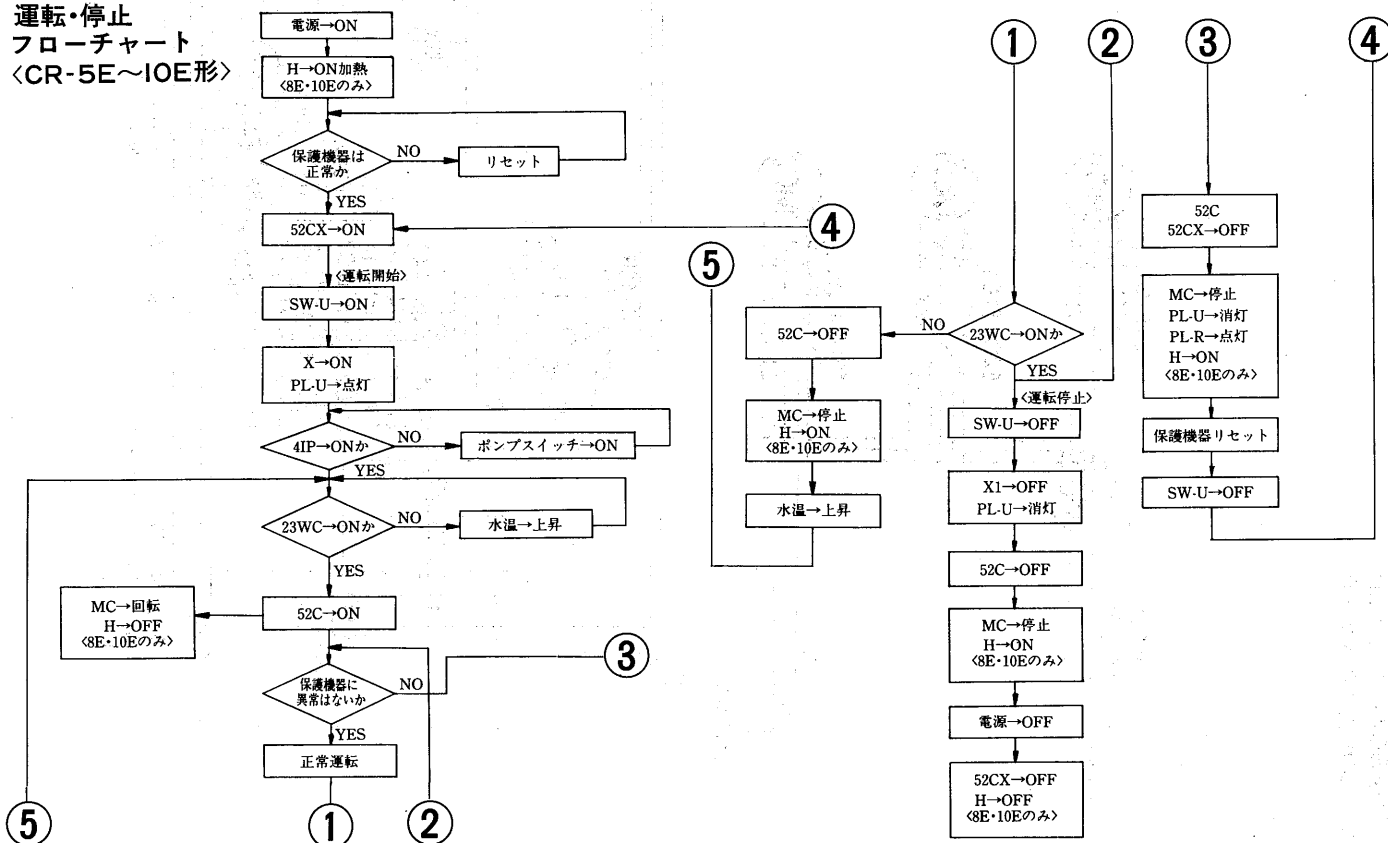 運転・停止
フローチャート
〈CR-5E～10E形〉
電源→ON
H→ON加熱
〈8E・10Eのみ〉
保護機器は
正常か
NO
リセット
YES
52CX→ON
④
〈運転開始〉
SW-U→ON
X→ON
PL-U→点灯
4IP→ONか
NO
ポンプスイッチ→ON
YES
23WC→ONか
NO
水温→上昇
YES
52C→ON
MC→回転
H→OFF
〈8E・10Eのみ〉
保護機器に
異常はないか
NO
③
YES
正常運転
⑤
①
②
①
②
③
④
⑤
23WC→ONか
NO
52C→OFF
MC→停止
H→ON
〈8E・10Eのみ〉
水温→上昇
YES
〈運転停止〉
SW-U→OFF
X1→OFF
PL-U→消灯
52C→OFF
MC→停止
H→ON
〈8E・10Eのみ〉
電源→OFF
52CX→OFF
H→OFF
〈8E・10Eのみ〉
52C
52CX→OFF
MC→停止
PL-U→消灯
PL-R→点灯
H→ON
〈8E・10Eのみ〉
保護機器リセット
SW-U→OFF